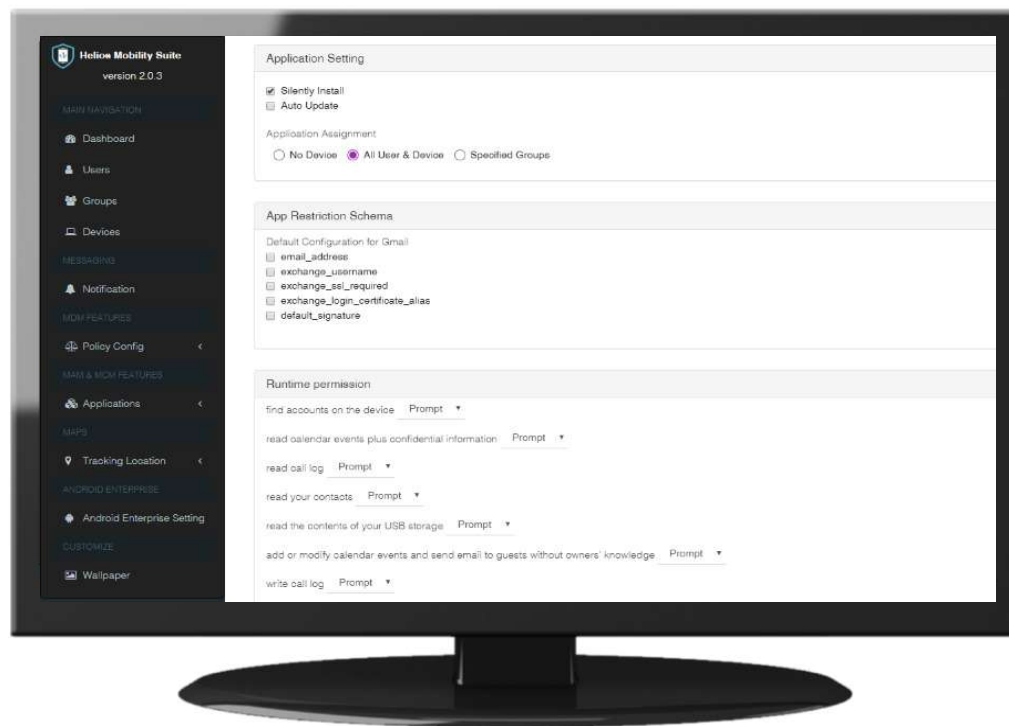 Helios Mobility Suite
version 2.0.3
MAIN NAVIGATION
Dashboard
Users
Groups
Devices
MESSAGING
Notification
MDM FEATURES
Policy Config
MAM & MCM FEATURES
Applications
MAPS
Tracking Location
ANDROID ENTERPRISE
Android Enterprise Setting
CUSTOMIZE
Wallpaper
Application Setting
Silently Install
Auto Update
Application Assignment
No Device All User & Device Specified Groups
App Restriction Schema
Default Configuration for Gmail
email_address
exchange_username
exchange_ssl_required
exchange_login_certificate_alias
default_signature
Runtime permission
find accounts on the device Prompt
read calendar events plus confidential information Prompt
read call log Prompt
read your contacts Prompt
read the contents of your USB storage Prompt
add or modify calendar events and send email to guests without owners' knowledge Prompt
write call log Prompt